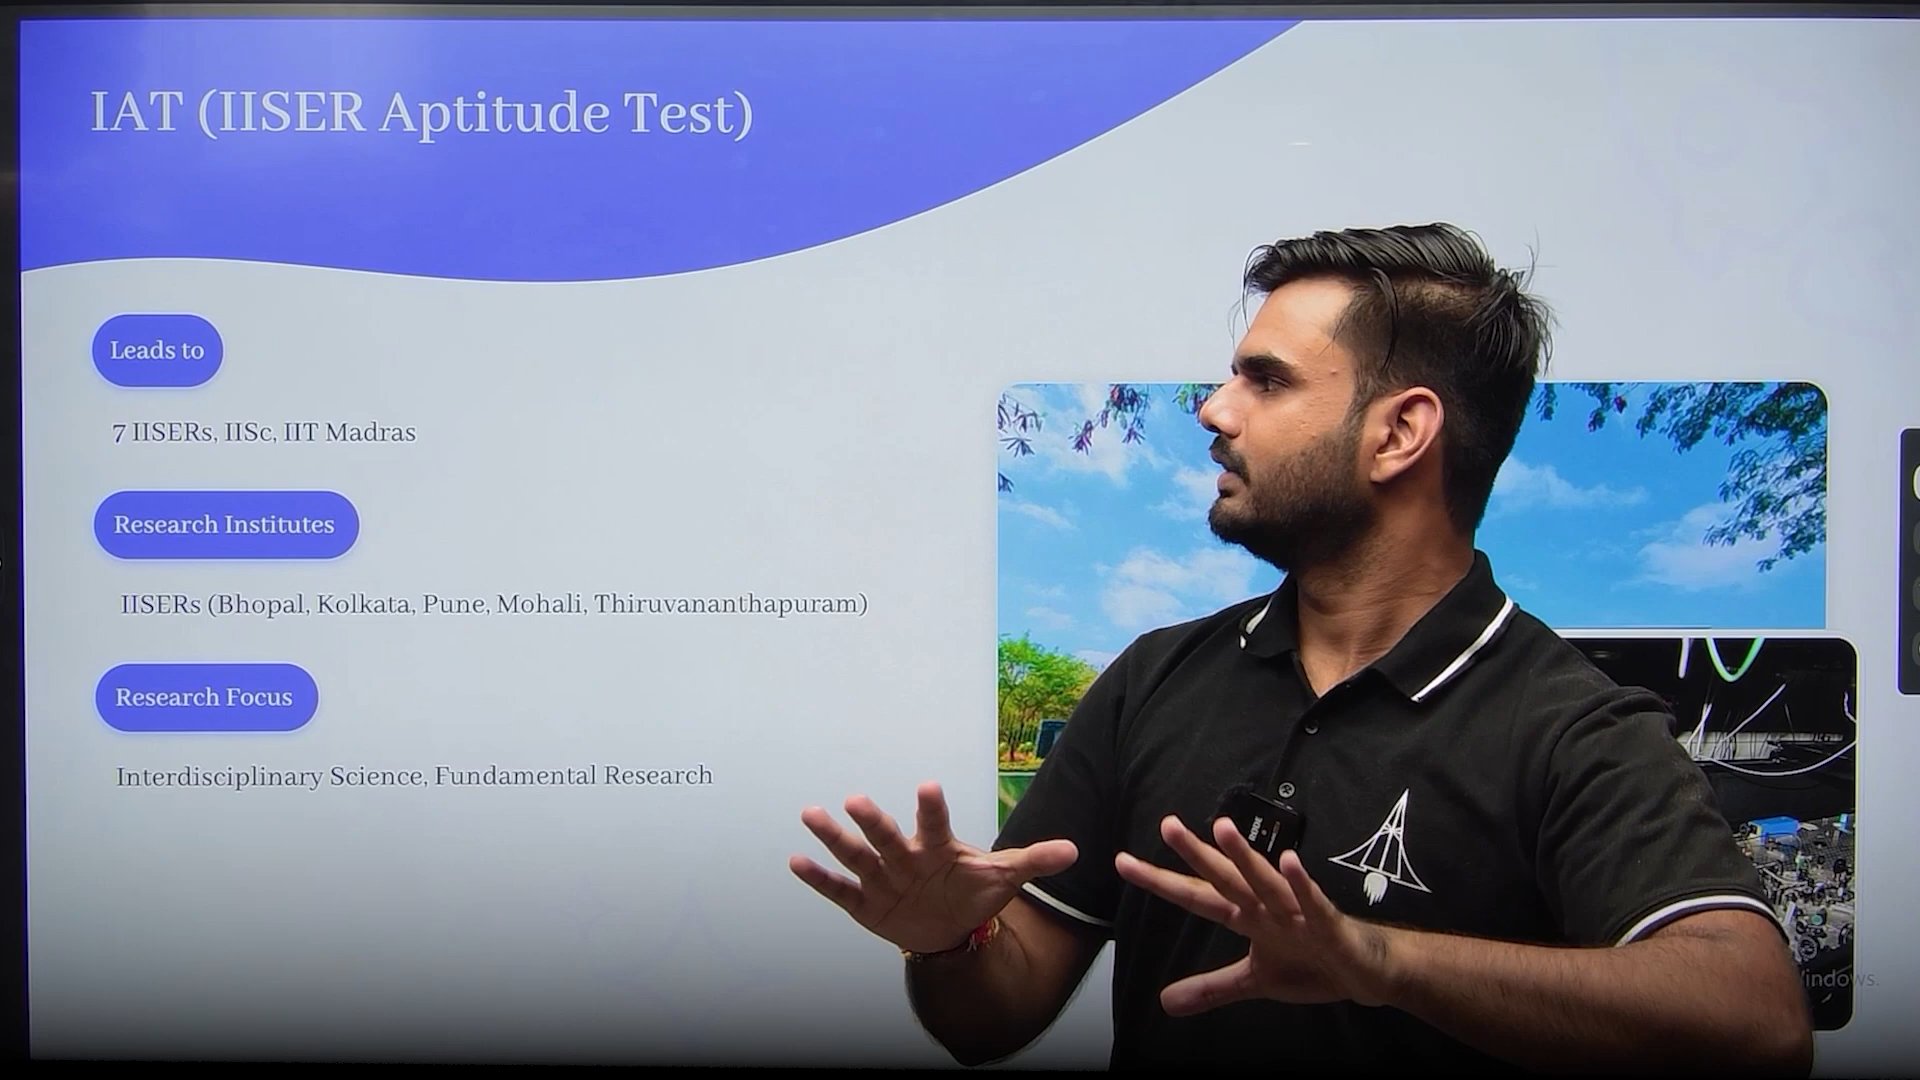 IAT (IISER Aptitude Test)
Leads to
7 IISERs, IISc, IIT Madras
Research Institutes
IISERs (Bhopal, Kolkata, Pune, Mohali, Thiruvananthapuram)
Research Focus
Interdisciplinary Science, Fundamental Research
RØDE